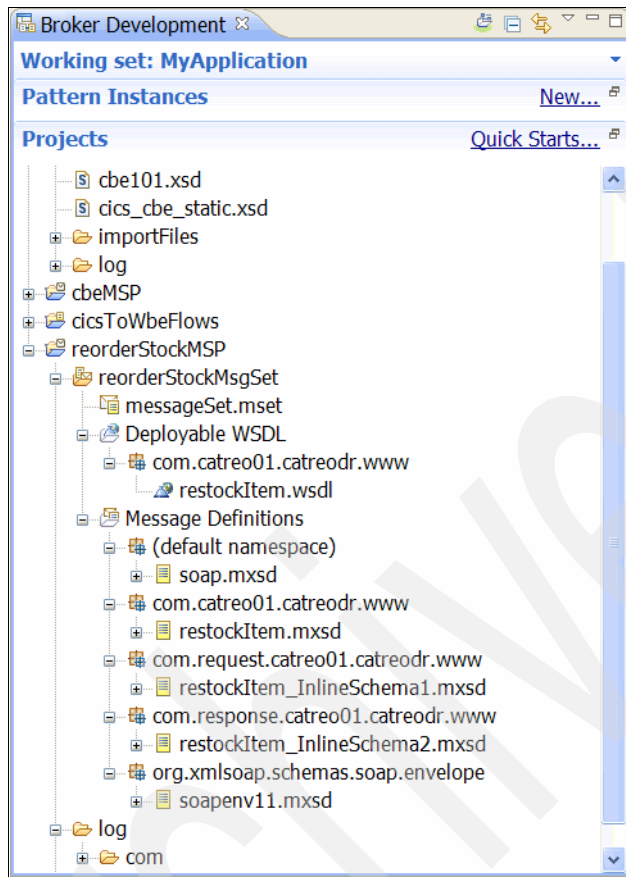 Broker Development
Working set: MyApplication
Pattern Instances New...
Projects Quick Starts...
cbe101.xsd
cics_cbe_static.xsd
importFiles
log
cbeMSP
cicsToWbeFlows
reorderStockMSP
reorderStockMsgSet
messageSet.mset
Deployable WSDL
com.catreo01.catreodr.www
restockItem.wsdl
Message Definitions
(default namespace)
soap.mxsd
com.catreo01.catreodr.www
restockItem.mxsd
com.request.catreo01.catreodr.www
restockItem_InlineSchema1.mxsd
com.response.catreo01.catreodr.www
restockItem_InlineSchema2.mxsd
org.xmlsoap.schemas.soap.envelope
soapenv11.mxsd
log
com